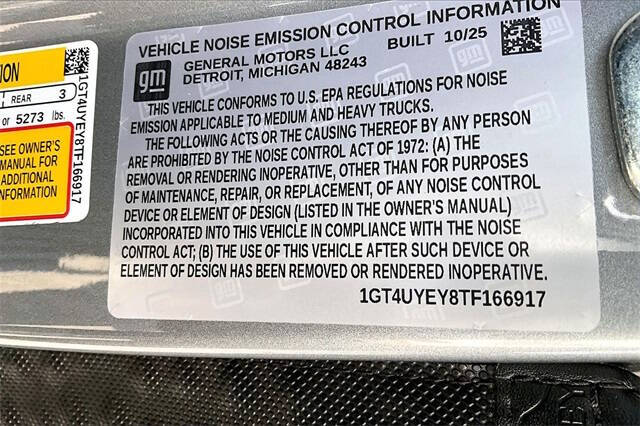 ION
REAR 3
or 5273 lbs.
SEE OWNER'S
MANUAL FOR
ADDITIONAL
INFORMATION
1GT4UYEY8TF166917
VEHICLE NOISE EMISSION CONTROL INFORMATION
gm
GENERAL MOTORS LLC BUILT 10/25
DETROIT, MICHIGAN 48243
THIS VEHICLE CONFORMS TO U.S. EPA REGULATIONS FOR NOISE
EMISSION APPLICABLE TO MEDIUM AND HEAVY TRUCKS.
THE FOLLOWING ACTS OR THE CAUSING THEREOF BY ANY PERSON
ARE PROHIBITED BY THE NOISE CONTROL ACT OF 1972: (A) THE
REMOVAL OR RENDERING INOPERATIVE, OTHER THAN FOR PURPOSES
OF MAINTENANCE, REPAIR, OR REPLACEMENT, OF ANY NOISE CONTROL
DEVICE OR ELEMENT OF DESIGN (LISTED IN THE OWNER'S MANUAL)
INCORPORATED INTO THIS VEHICLE IN COMPLIANCE WITH THE NOISE
CONTROL ACT; (B) THE USE OF THIS VEHICLE AFTER SUCH DEVICE OR
ELEMENT OF DESIGN HAS BEEN REMOVED OR RENDERED INOPERATIVE.
1GT4UYEY8TF166917